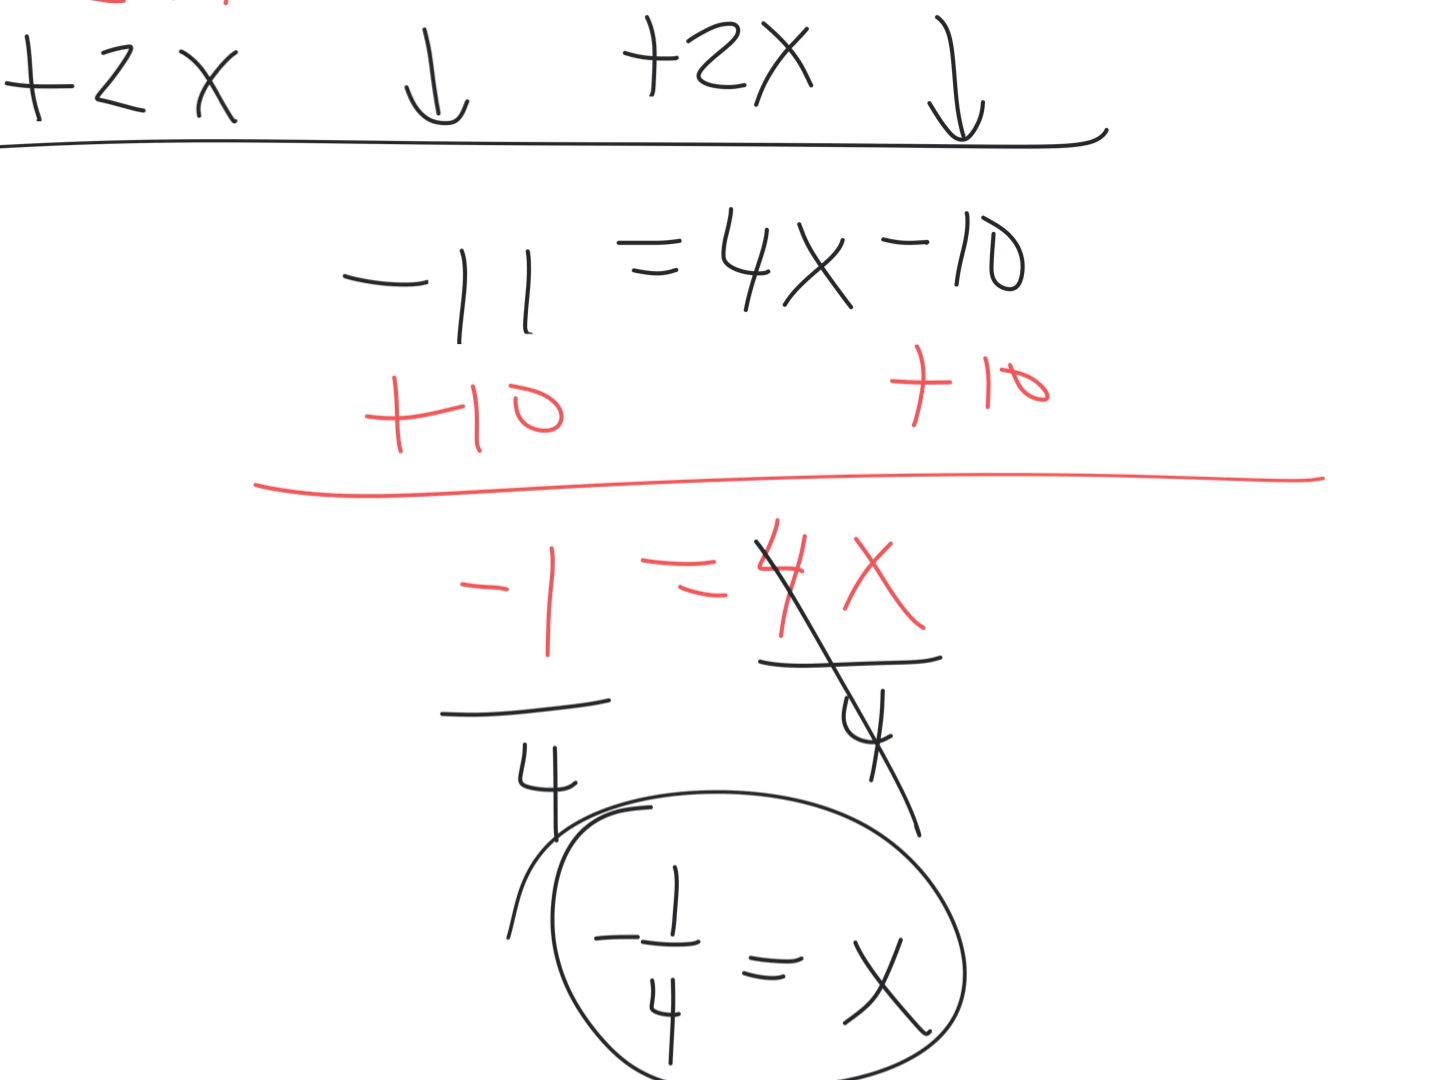 +2x ↓ +2x ↓
-11 = 4x - 10
+10 +10
-1 = 4x
4 4
-1/4 = x